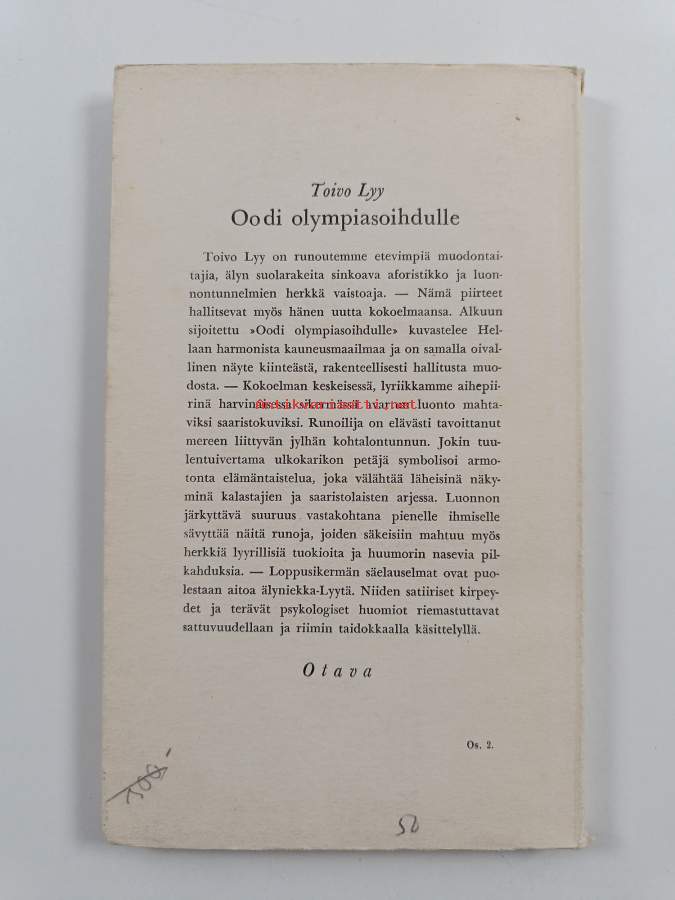 Toivo Lyy
Oodi olympiasoihdulle
Toivo Lyy on runoutemme etevimpiä muodontai-
tajia, älyn suolarakeita sinkoava aforistikko ja luon-
nontunnelmien herkkä vaistoaja. — Nämä piirteet
hallitsevat myös hänen uutta kokoelmaansa. Alkuun
sijoitettu »Oodi olympiasoihdulle» kuvastelee Hel-
laan harmonista kauneusmaailmaa ja on samalla oival-
linen näyte kiinteästä, rakenteellisesti hallitusta muo-
dosta. — Kokoelman keskeisessä, lyriikkamme aihepii-
rinä harvinaisessa sikermässä luonto mahta-
viksi saaristokuviksi. Runoilija on elävästi tavoittanut
mereen liittyvän jylhän kohtalontunnun. Jokin tuu-
lentuivertama ulkokarikon petäjä symbolisoi armo-
tonta elämäntaistelua, joka välähtää läheisinä näky-
minä kalastajien ja saaristolaisten arjessa. Luonnon
järkyttävä suuruus vastakohtana pienelle ihmiselle
sävyttää näitä runoja, joiden säkeisiin mahtuu myös
herkkiä lyyrillisiä tuokioita ja huumorin nasevia pil-
kahduksia. — Loppusikermän säelauselmat ovat puo-
lestaan aitoa älyniekka-Lyytä. Niiden satiiriset kirpey-
det ja terävät psykologiset huomiot riemastuttavat
sattuvuudellaan ja riimin taidokkaalla käsittelyllä.
Otava
Os. 2.
50